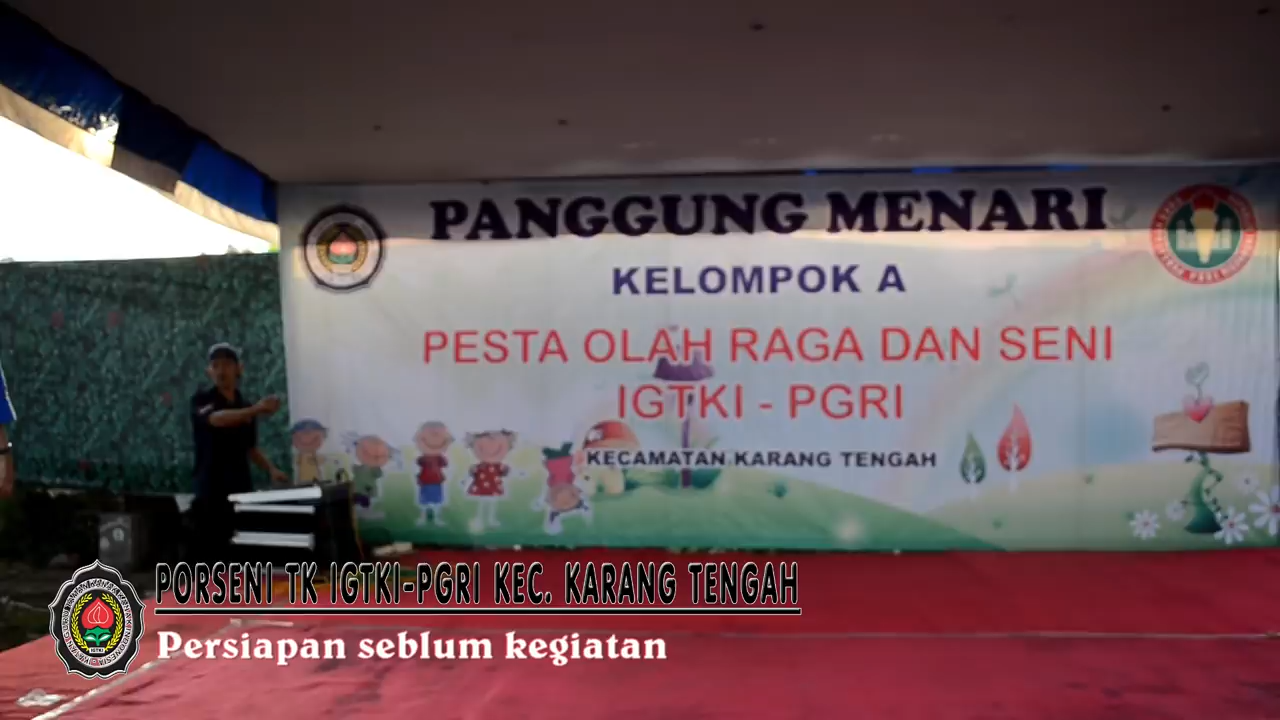 PANGGUNG MENARI
KELOMPOK A
PESTA OLAH RAGA DAN SENI
IGTKI - PGRI
KECAMATAN KARANG TENGAH
PORSENI TK IGTKI-PGRI KEC. KARANG TENGAH
Persiapan seblum kegiatan